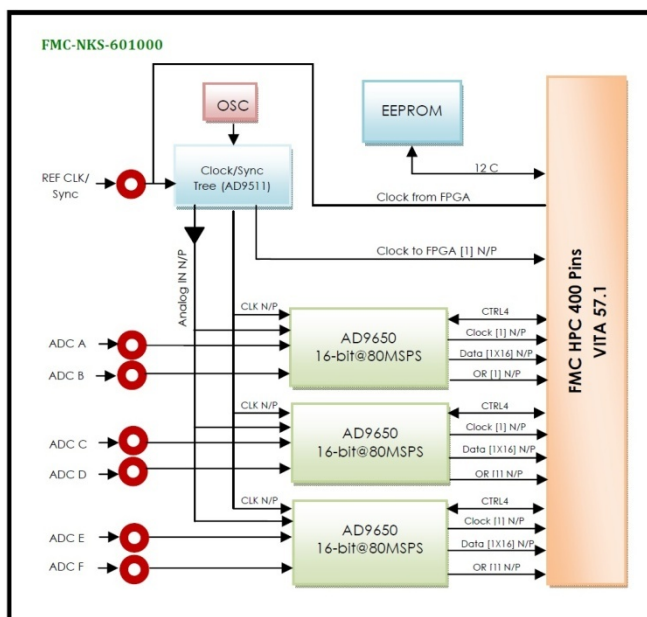 FMC-NKS-601000
OSC
EEPROM
REF CLK/
Sync
Clock/Sync
Tree (AD9511)
12 C
Clock from FPGA
Clock to FPGA [1] N/P
Analog IN N/P
FMC HPC 400 Pins
VITA 57.1
CLK N/P
ADC A
ADC B
AD9650
16-bit@80MSPS
CTRL4
Clock [1] N/P
Data [1X16] N/P
OR [1] N/P
CLK N/P
ADC C
ADC D
AD9650
16-bit@80MSPS
CTRL4
Clock [1] N/P
Data [1X16] N/P
OR [1] N/P
CLK N/P
ADC E
ADC F
AD9650
16-bit@80MSPS
CTRL4
Clock [1] N/P
Data [1X16] N/P
OR [1] N/P